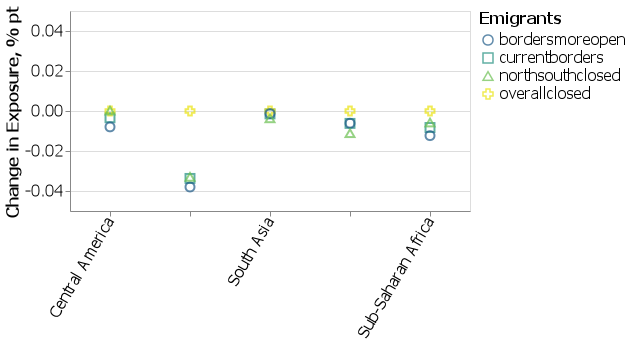 Change in Exposure, % pt
0.04
0.02
0.00
-0.02
-0.04
Central America
South Asia
Sub-Saharan Africa
Emigrants
bordersmoreopen
currentborders
northsouthclosed
overallclosed